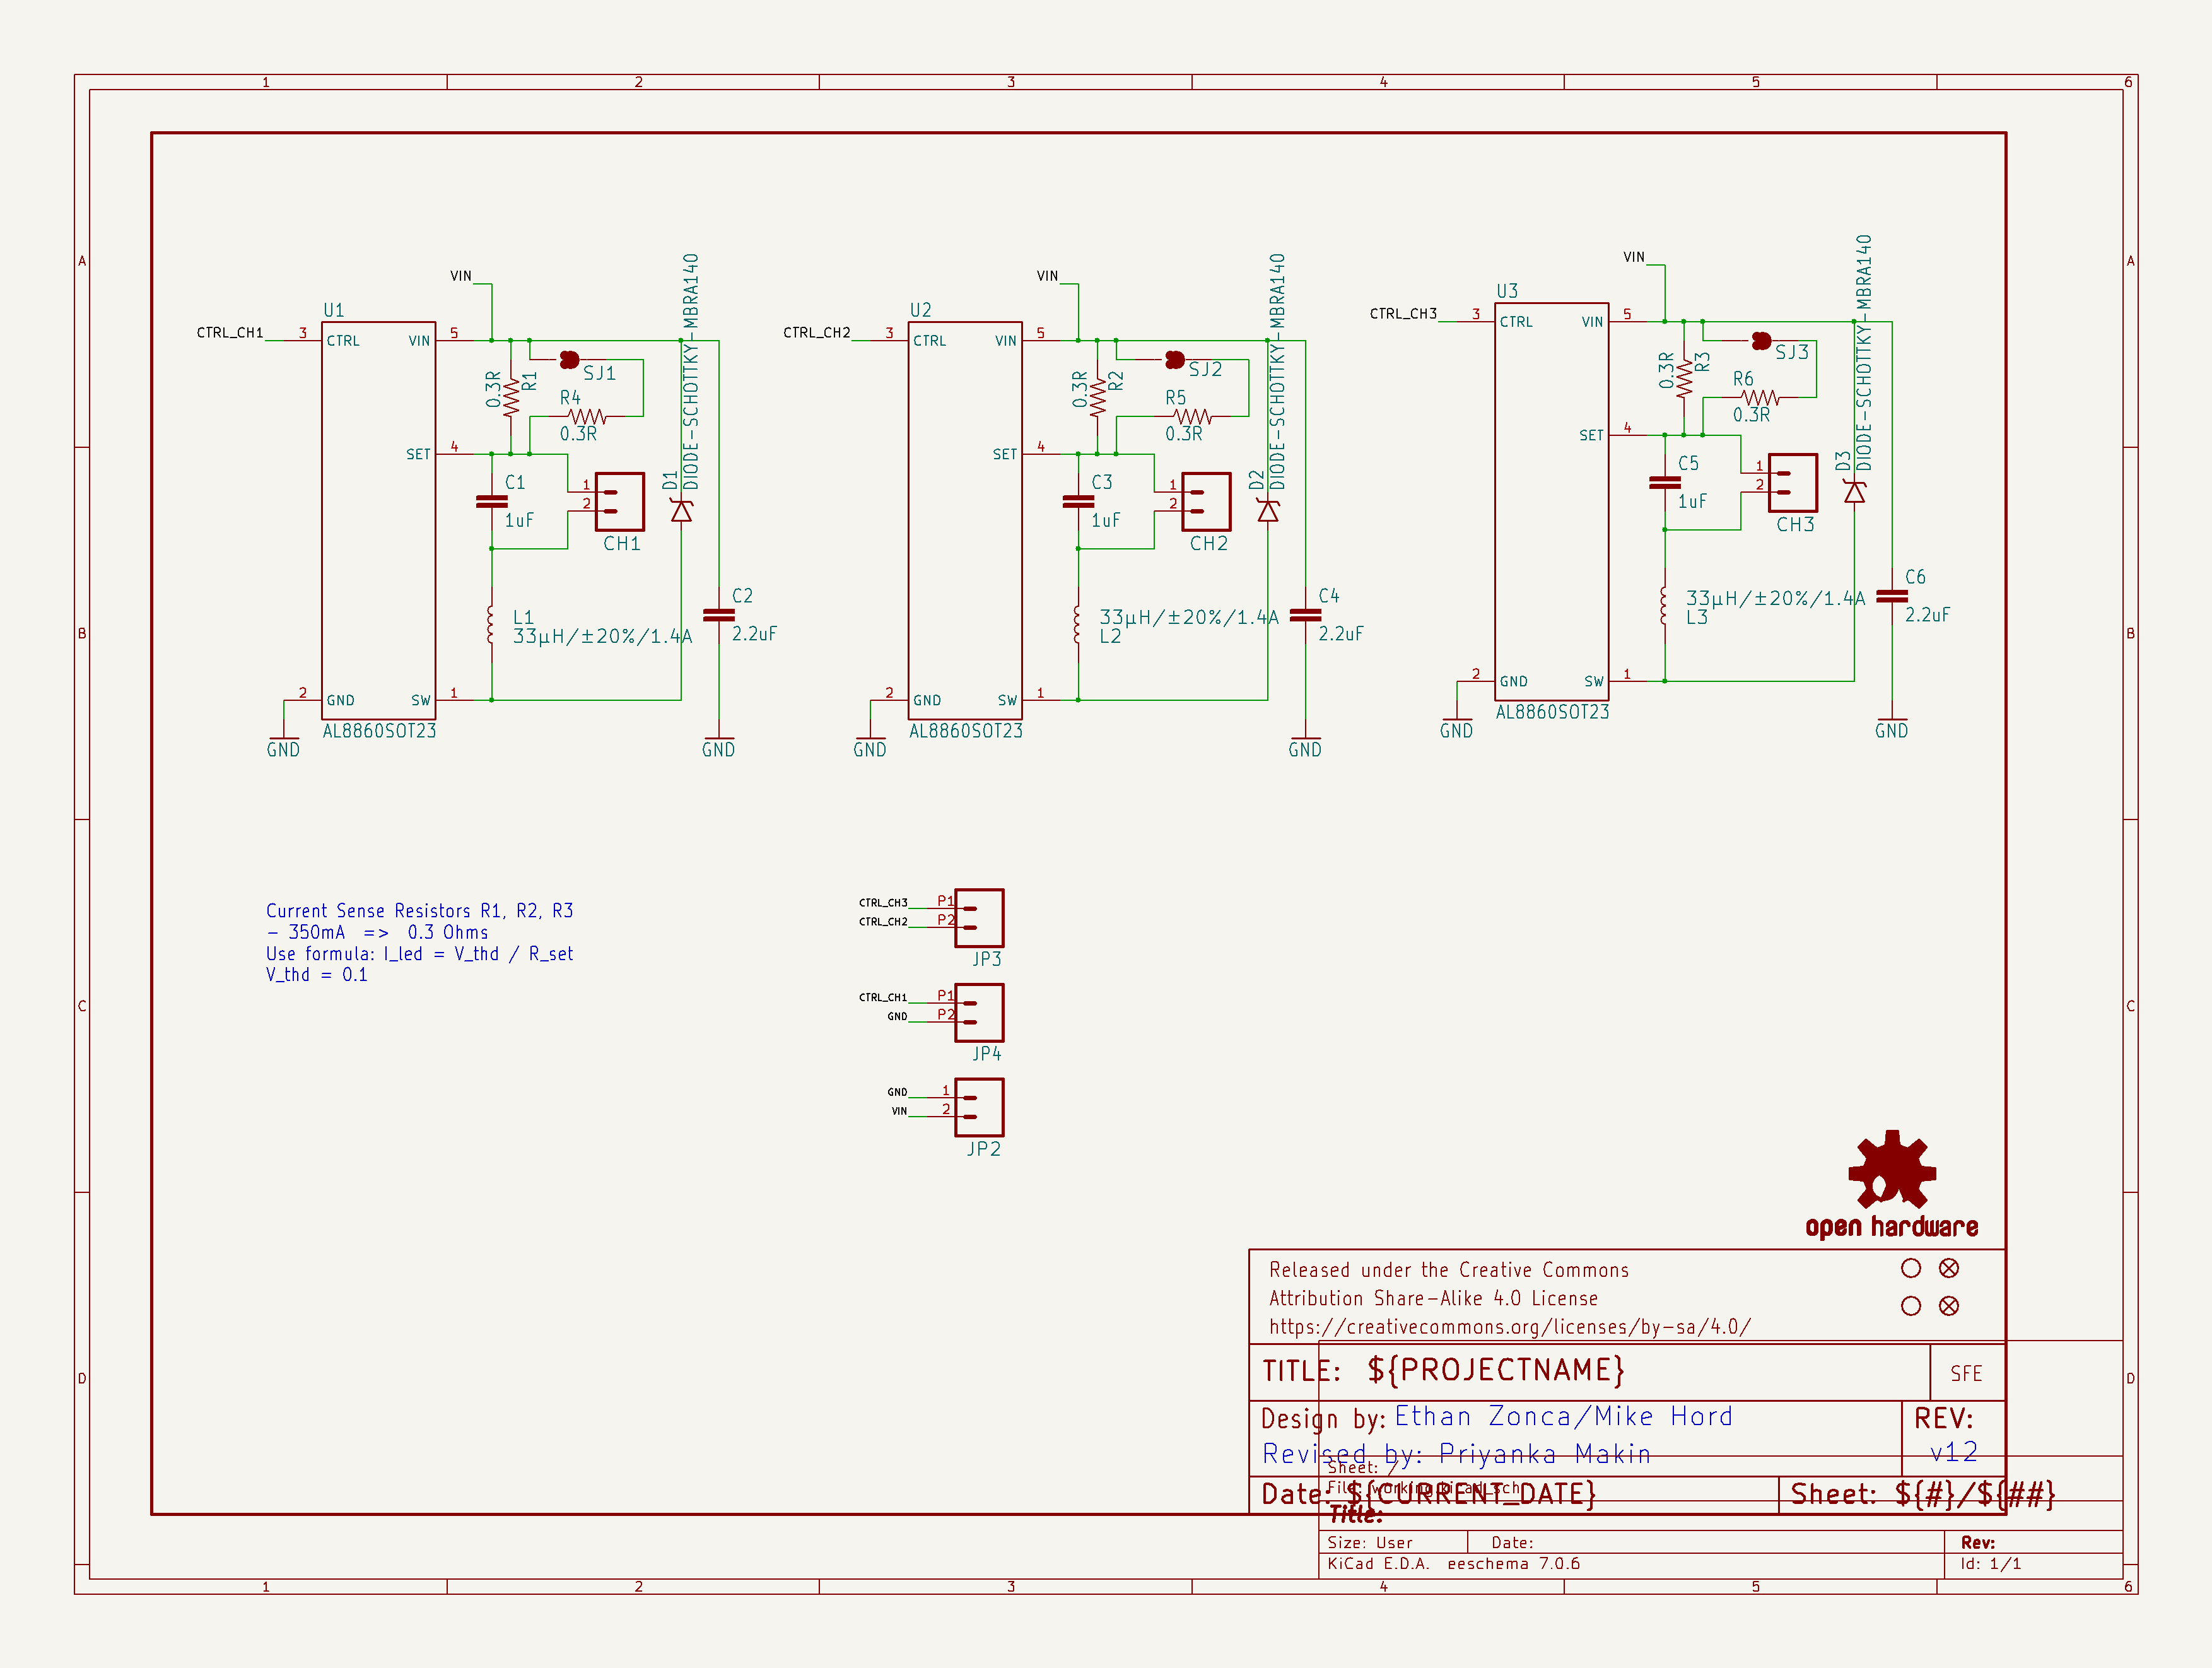 1 2 3 4 5 6
A A
B B
C C
D D
VIN
U1
CTRL_CH1 3 CTRL VIN 5
SJ1
0.3R R1
R4
0.3R
SET 4
C1
1uF
1
2
CH1
D1
DIODE-SCHOTTKY-MBRA140
L1
33µH/±20%/1.4A
C2
2.2uF
2 GND SW 1
AL8860SOT23
GND GND
VIN
U2
CTRL_CH2 3 CTRL VIN 5
SJ2
0.3R R2
R5
0.3R
SET 4
C3
1uF
1
2
CH2
D2
DIODE-SCHOTTKY-MBRA140
33µH/±20%/1.4A
L2
C4
2.2uF
2 GND SW 1
AL8860SOT23
GND GND
VIN
U3
CTRL_CH3 3 CTRL VIN 5
SJ3
0.3R R3
R6
0.3R
SET 4
C5
1uF
1
2
CH3
D3
DIODE-SCHOTTKY-MBRA140
33µH/±20%/1.4A
L3
C6
2.2uF
2 GND SW 1
AL8860SOT23
GND GND
Current Sense Resistors R1, R2, R3
- 350mA => 0.3 Ohms
Use formula: I_led = V_thd / R_set
V_thd = 0.1
CTRL_CH3 P1
CTRL_CH2 P2
JP3
CTRL_CH1 P1
GND P2
JP4
GND 1
VIN 2
JP2
open hardware
Released under the Creative Commons
Attribution Share-Alike 4.0 License
https://creativecommons.org/licenses/by-sa/4.0/
TITLE: ${PROJECTNAME} SFE
Design by: Ethan Zonca/Mike Hord REV:
Revised by: Priyanka Makin v12
Sheet: /
File: working.kicad_sch
Date: ${CURRENT_DATE} Sheet: ${#}/${##}
Title:
Size: User Date: Rev:
KiCad E.D.A. eeschema 7.0.6 Id: 1/1
1 2 3 4 5 6